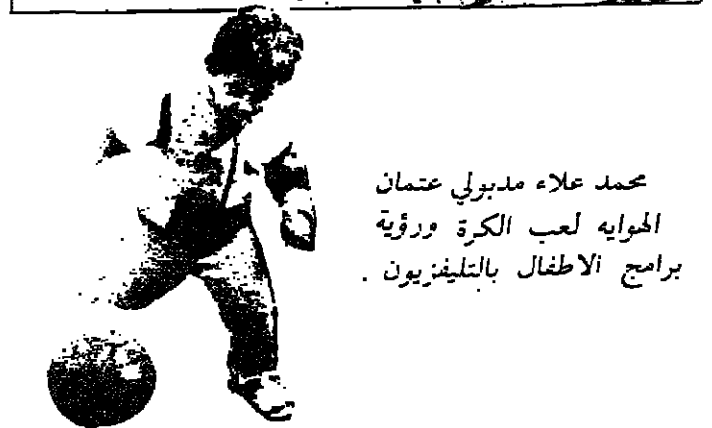 محمد علاء مدبولي عتمان
الهوايه لعب الكرة ورؤية
برامج الاطفال بالتليفزيون .